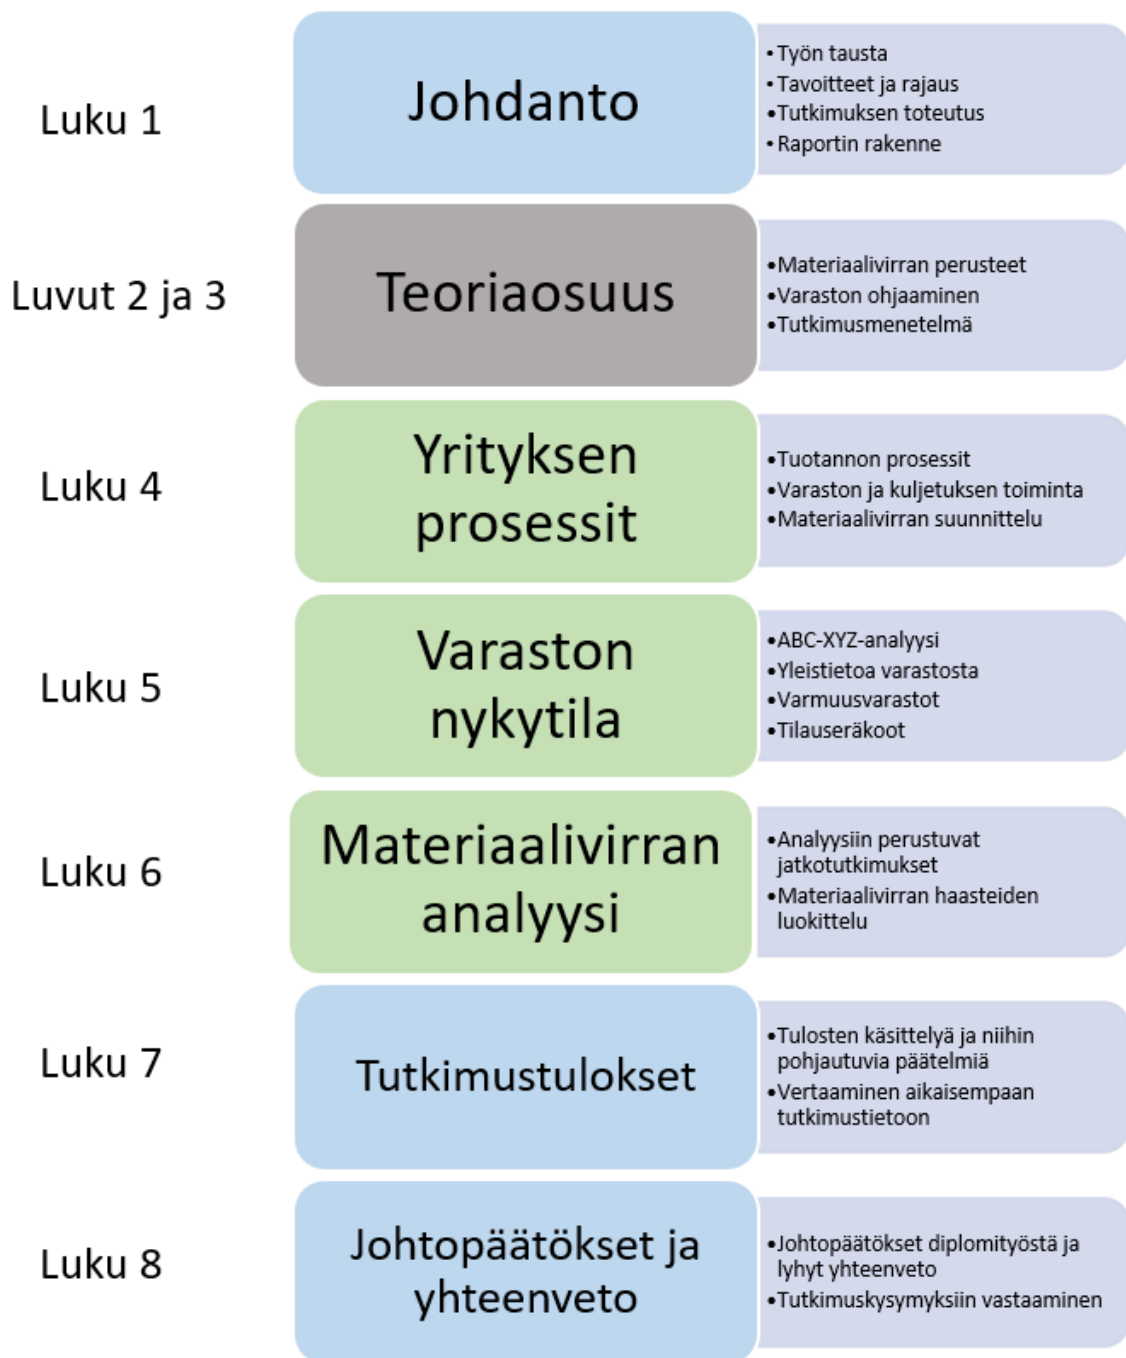 Luku 1
Johdanto
• Työn tausta
• Tavoitteet ja rajaus
• Tutkimuksen toteutus
• Raportin rakenne
Luvut 2 ja 3
Teoriaosuus
•Materiaalivirran perusteet
•Varaston ohjaaminen
•Tutkimusmenetelmä
Luku 4
Yrityksen
prosessit
•Tuotannon prosessit
•Varaston ja kuljetuksen toiminta
•Materiaalivirran suunnittelu
Luku 5
Varaston
nykytila
•ABC-XYZ-analyysi
•Yleistietoa varastosta
•Varmuusvarastot
•Tilauseräkoot
Luku 6
Materiaalivirran
analyysi
•Analyysiin perustuvat
jatkotutkimukset
•Materiaalivirran haasteiden
luokittelu
Luku 7
Tutkimustulokset
•Tulosten käsittelyä ja niihin
pohjautuvia päätelmiä
•Vertaaminen aikaisempaan
tutkimustietoon
Luku 8
Johtopäätökset ja
yhteenveto
•Johtopäätökset diplomityöstä ja
lyhyt yhteenveto
•Tutkimuskysymyksiin vastaaminen